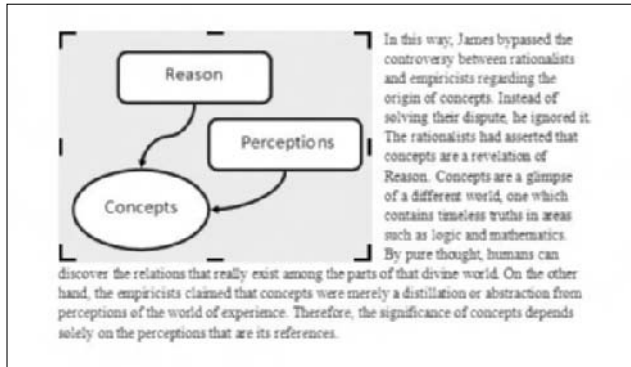 Reason
Perceptions
Concepts
In this way, James bypassed the
controversy between rationalists
and empiricists regarding the
origin of concepts. Instead of
solving their dispute, he ignored it.
The rationalists had asserted that
concepts are a revelation of
Reason. Concepts are a glimpse
of a different world, one which
contains timeless truths in areas
such as logic and mathematics.
By pure thought, humans can
discover the relations that really exist among the parts of that divine world. On the other
hand, the empiricists claimed that concepts were merely a distillation or abstraction from
perceptions of the world of experience. Therefore, the significance of concepts depends
solely on the perceptions that are its references.